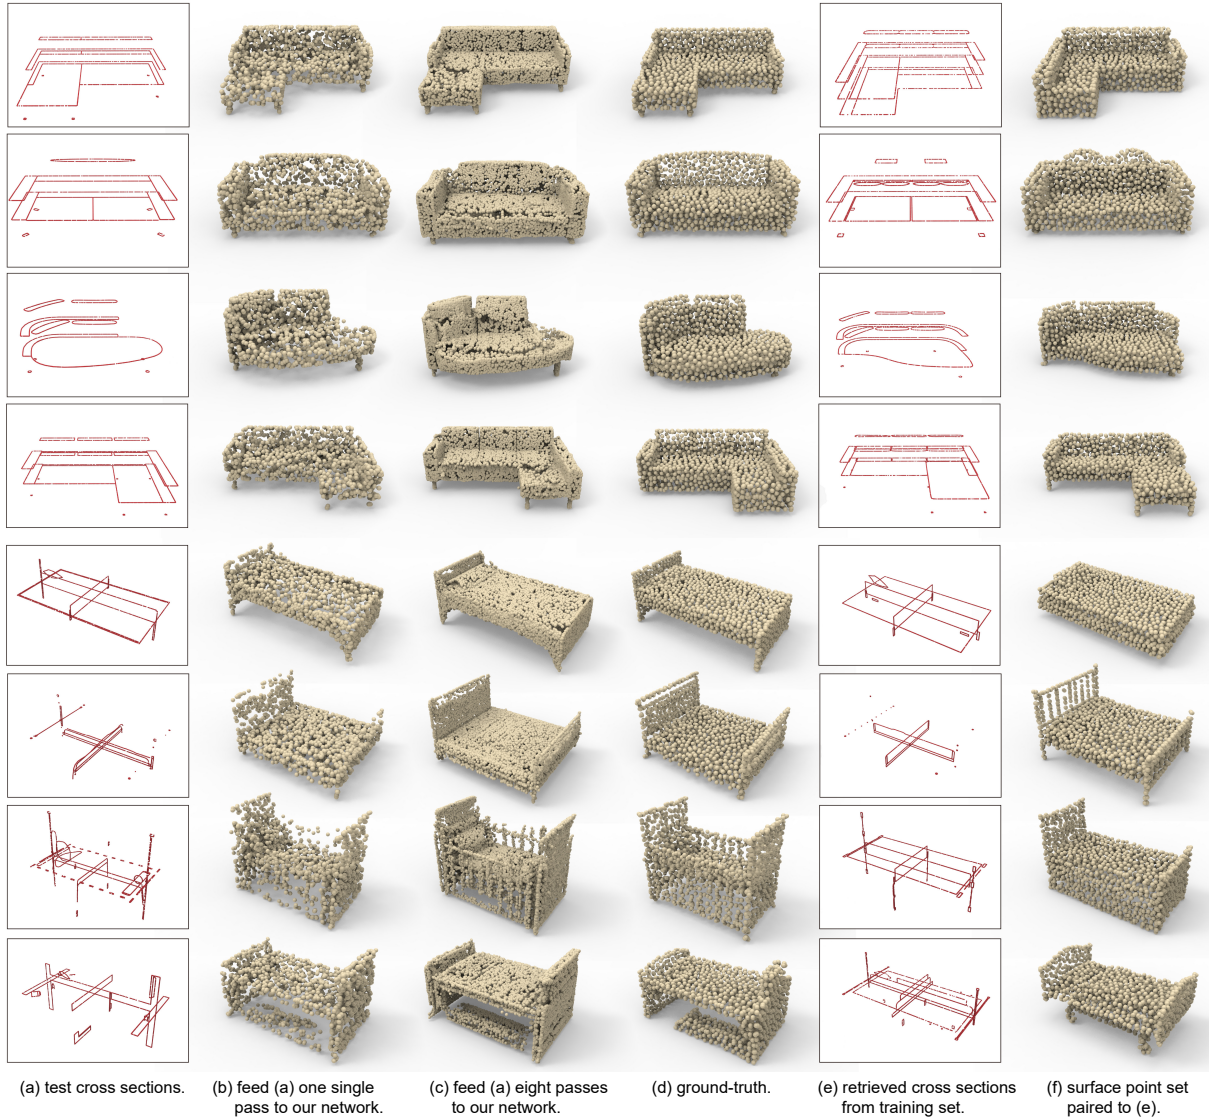 (a) test cross sections.
(b) feed (a) one single
pass to our network.
(c) feed (a) eight passes
to our network.
(d) ground-truth.
(e) retrieved cross sections
from training set.
(f) surface point set
paired to (e).